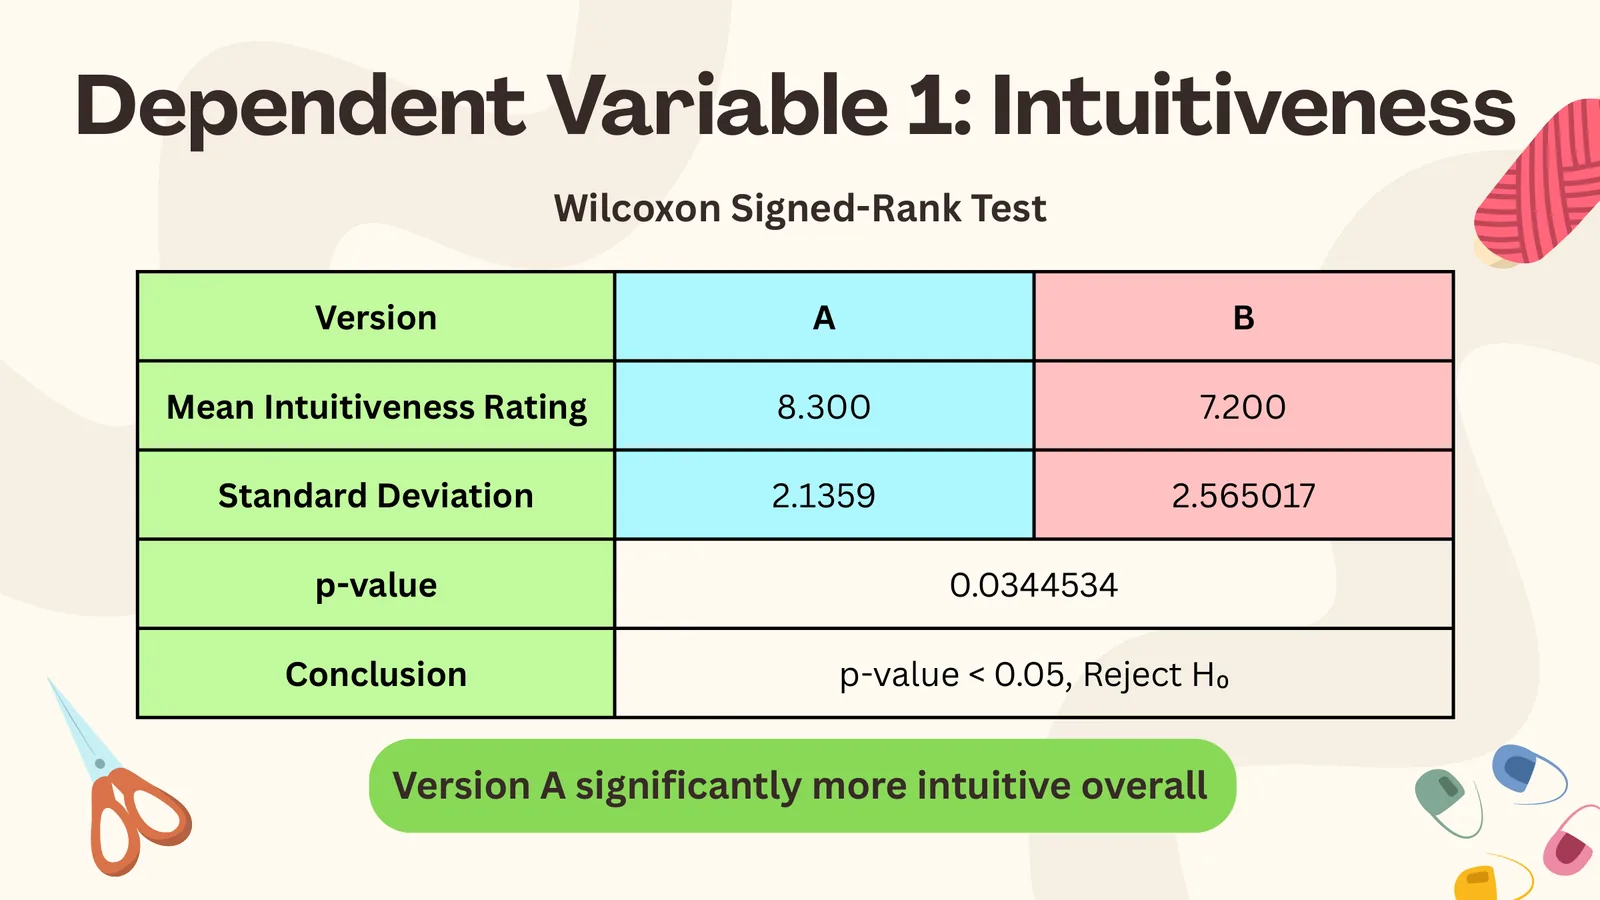 Dependent Variable 1: Intuitiveness
Wilcoxon Signed-Rank Test
Version A B
Mean Intuitiveness Rating 8.300 7.200
Standard Deviation 2.1359 2.565017
p-value 0.0344534
Conclusion p-value < 0.05, Reject H₀
Version A significantly more intuitive overall